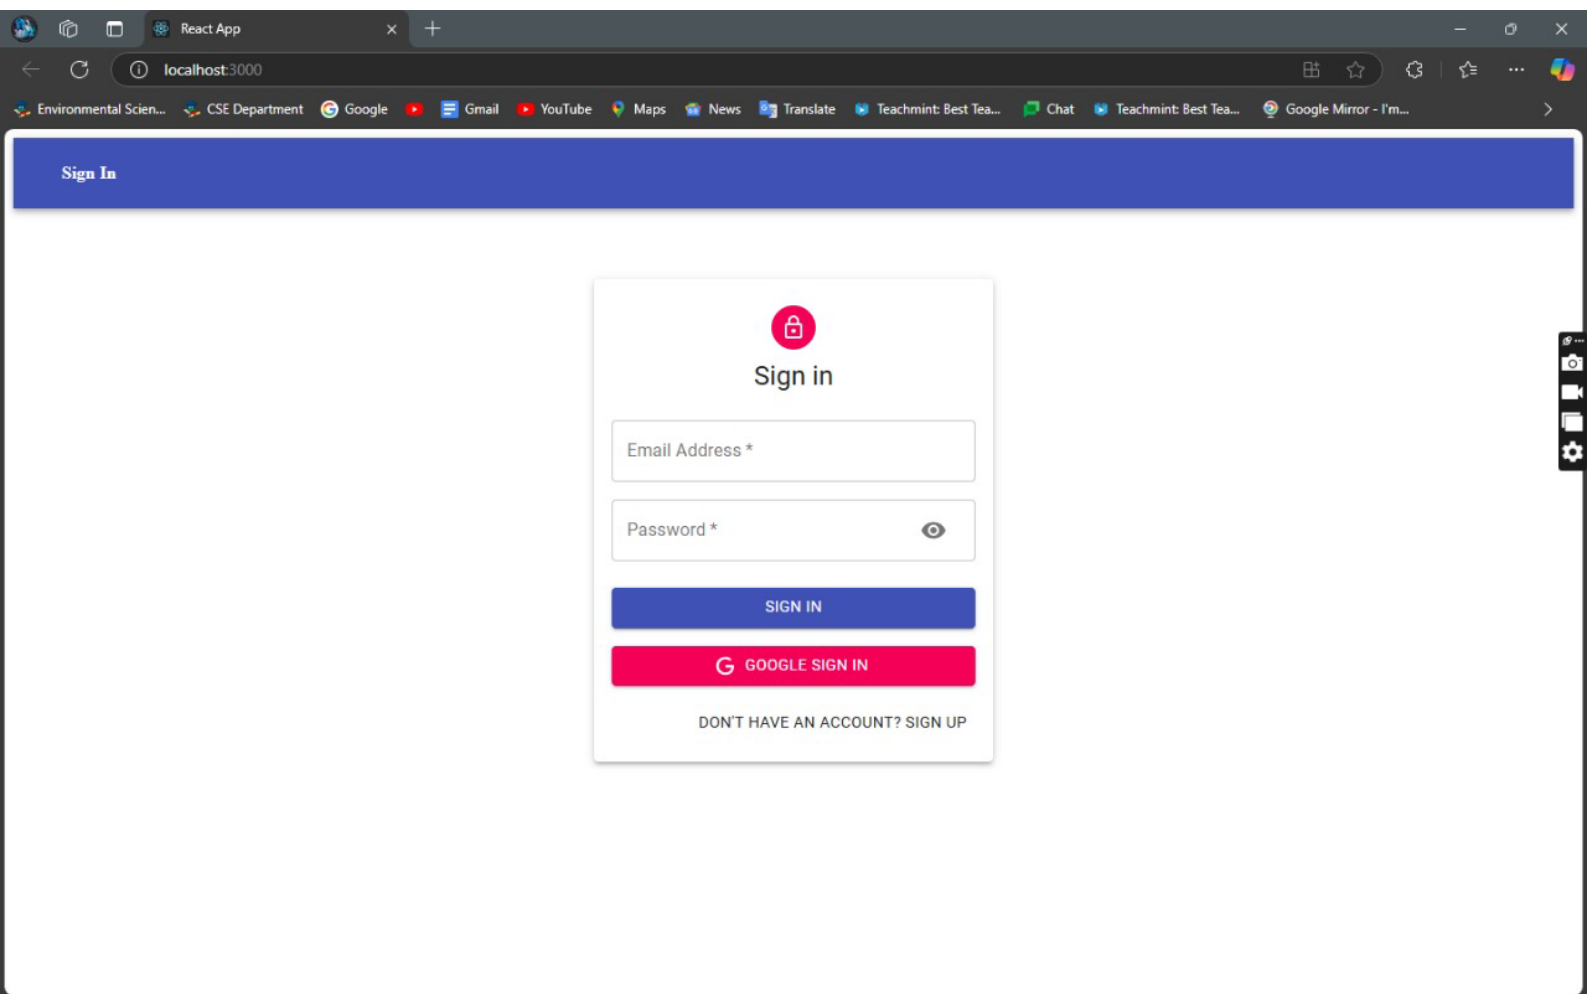 React App
localhost:3000
Environmental Scien... CSE Department Google Gmail YouTube Maps News Translate Teachmint: Best Tea... Chat Teachmint: Best Tea... Google Mirror - I'm...
Sign In
Sign in
Email Address *
Password *
SIGN IN
G GOOGLE SIGN IN
DON'T HAVE AN ACCOUNT? SIGN UP